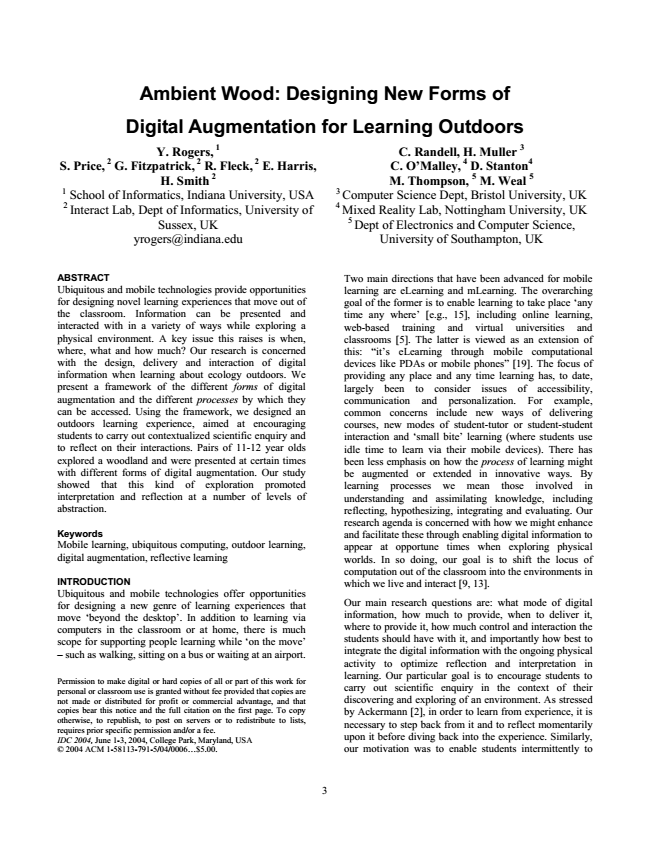 Ambient Wood: Designing New Forms of
Digital Augmentation for Learning Outdoors
Y. Rogers, 1
S. Price, 2 G. Fitzpatrick, 2 R. Fleck, 2 E. Harris,
H. Smith 2
1 School of Informatics, Indiana University, USA
2 Interact Lab, Dept of Informatics, University of
Sussex, UK
yrogers@indiana.edu
C. Randell, H. Muller 3
C. O'Malley, 4 D. Stanton4
M. Thompson, 5 M. Weal 5
3 Computer Science Dept, Bristol University, UK
4 Mixed Reality Lab, Nottingham University, UK
5 Dept of Electronics and Computer Science,
University of Southampton, UK
ABSTRACT
Ubiquitous and mobile technologies provide opportunities
for designing novel learning experiences that move out of
the classroom. Information can be presented and
interacted with in a variety of ways while exploring a
physical environment. A key issue this raises is when,
where, what and how much? Our research is concerned
with the design, delivery and interaction of digital
information when learning about ecology outdoors. We
present a framework of the different forms of digital
augmentation and the different processes by which they
can be accessed. Using the framework, we designed an
outdoors learning experience, aimed at encouraging
students to carry out contextualized scientific enquiry and
to reflect on their interactions. Pairs of 11-12 year olds
explored a woodland and were presented at certain times
with different forms of digital augmentation. Our study
showed that this kind of exploration promoted
interpretation and reflection at a number of levels of
abstraction.
Keywords
Mobile learning, ubiquitous computing, outdoor learning,
digital augmentation, reflective learning
INTRODUCTION
Ubiquitous and mobile technologies offer opportunities
for designing a new genre of learning experiences that
move 'beyond the desktop'. In addition to learning via
computers in the classroom or at home, there is much
scope for supporting people learning while 'on the move'
– such as walking, sitting on a bus or waiting at an airport.
Permission to make digital or hard copies of all or part of this work for
personal or classroom use is granted without fee provided that copies are
not made or distributed for profit or commercial advantage, and that
copies bear this notice and the full citation on the first page. To copy
otherwise, to republish, to post on servers or to redistribute to lists,
requires prior specific permission and/or a fee.
IDC 2004, June 1-3, 2004, College Park, Maryland, USA
© 2004 ACM 1-58113-791-5/04/0006…$5.00.
Two main directions that have been advanced for mobile
learning are eLearning and mLearning. The overarching
goal of the former is to enable learning to take place 'any
time any where' [e.g., 15], including online learning,
web-based training and virtual universities and
classrooms [5]. The latter is viewed as an extension of
this: "it's eLearning through mobile computational
devices like PDAs or mobile phones" [19]. The focus of
providing any place and any time learning has, to date,
largely been to consider issues of accessibility,
communication and personalization. For example,
common concerns include new ways of delivering
courses, new modes of student-tutor or student-student
interaction and 'small bite' learning (where students use
idle time to learn via their mobile devices). There has
been less emphasis on how the process of learning might
be augmented or extended in innovative ways. By
learning processes we mean those involved in
understanding and assimilating knowledge, including
reflecting, hypothesizing, integrating and evaluating. Our
research agenda is concerned with how we might enhance
and facilitate these through enabling digital information to
appear at opportune times when exploring physical
worlds. In so doing, our goal is to shift the locus of
computation out of the classroom into the environments in
which we live and interact [9, 13].
Our main research questions are: what mode of digital
information, how much to provide, when to deliver it,
where to provide it, how much control and interaction the
students should have with it, and importantly how best to
integrate the digital information with the ongoing physical
activity to optimize reflection and interpretation in
learning. Our particular goal is to encourage students to
carry out scientific enquiry in the context of their
discovering and exploring of an environment. As stressed
by Ackermann [2], in order to learn from experience, it is
necessary to step back from it and to reflect momentarily
upon it before diving back into the experience. Similarly,
our motivation was to enable students intermittently to
3